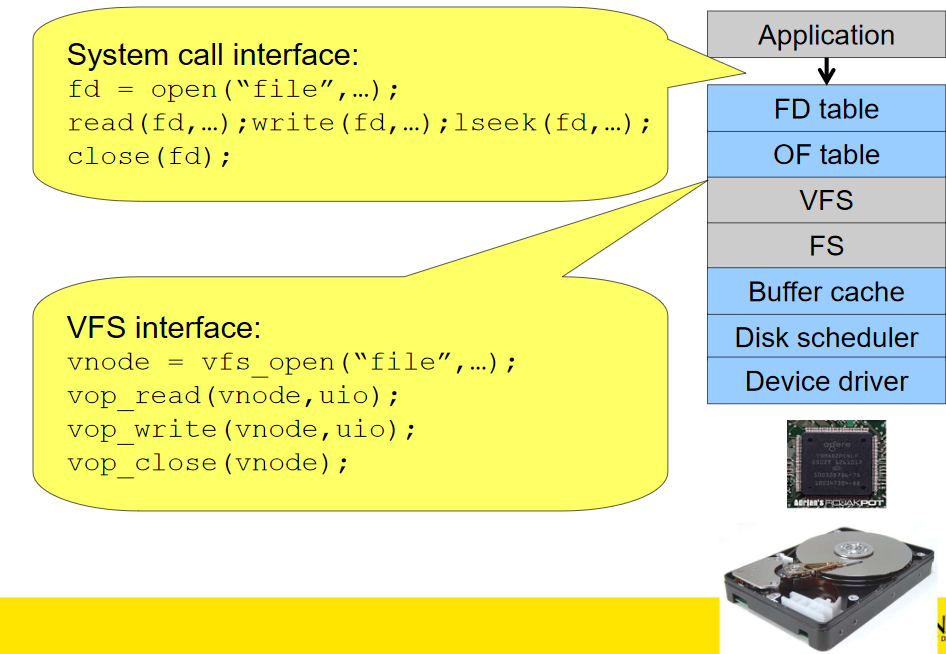 System call interface:
fd = open(“file”,…);
read(fd,…);write(fd,…);lseek(fd,…);
close(fd);
VFS interface:
vnode = vfs_open(“file”,…);
vop_read(vnode,uio);
vop_write(vnode,uio);
vop_close(vnode);
Application
FD table
OF table
VFS
FS
Buffer cache
Disk scheduler
Device driver
agere